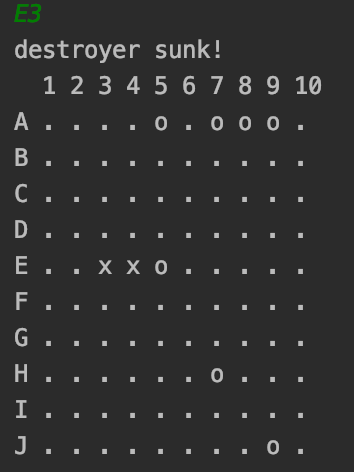 E3
destroyer sunk!
1 2 3 4 5 6 7 8 9 10
A . . . . o . o o o .
B . . . . . . . . . .
C . . . . . . . . . .
D . . . . . . . . . .
E . . x x o . . . . .
F . . . . . . . . . .
G . . . . . . . . . .
H . . . . . . o . . .
I . . . . . . . . . .
J . . . . . . . . o .